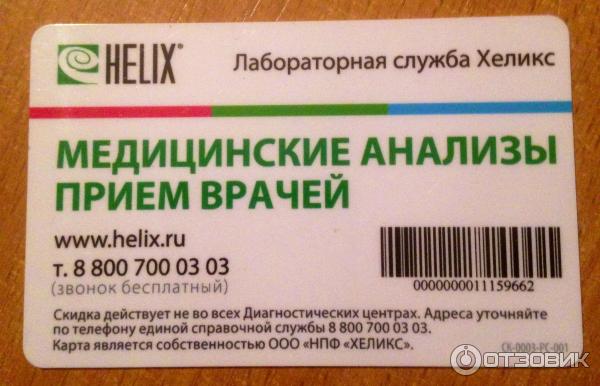 HELIX®
Лабораторная служба Хеликс
МЕДИЦИНСКИЕ АНАЛИЗЫ
ПРИЕМ ВРАЧЕЙ
www.helix.ru
т. 8 800 700 03 03
(звонок бесплатный)
0000000011159662
Скидка действует не во всех Диагностических центрах. Адреса уточняйте
по телефону единой справочной службы 8 800 700 03 03.
Карта является собственностью ООО «НПФ «ХЕЛИКС».
СК-0003-РС-001
ОТЗОВИК